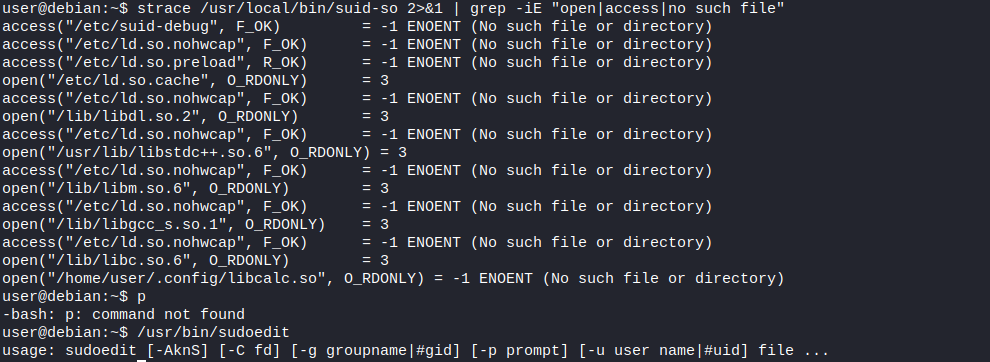 user@debian:~$ strace /usr/local/bin/suid-so 2>&1 | grep -iE "open|access|no such file"
access("/etc/suid-debug", F_OK)         = -1 ENOENT (No such file or directory)
access("/etc/ld.so.nohwcap", F_OK)      = -1 ENOENT (No such file or directory)
access("/etc/ld.so.preload", R_OK)      = -1 ENOENT (No such file or directory)
open("/etc/ld.so.cache", O_RDONLY)      = 3
access("/etc/ld.so.nohwcap", F_OK)      = -1 ENOENT (No such file or directory)
open("/lib/libdl.so.2", O_RDONLY)       = 3
access("/etc/ld.so.nohwcap", F_OK)      = -1 ENOENT (No such file or directory)
open("/usr/lib/libstdc++.so.6", O_RDONLY) = 3
access("/etc/ld.so.nohwcap", F_OK)      = -1 ENOENT (No such file or directory)
open("/lib/libm.so.6", O_RDONLY)        = 3
access("/etc/ld.so.nohwcap", F_OK)      = -1 ENOENT (No such file or directory)
open("/lib/libgcc_s.so.1", O_RDONLY)    = 3
access("/etc/ld.so.nohwcap", F_OK)      = -1 ENOENT (No such file or directory)
open("/lib/libc.so.6", O_RDONLY)        = 3
open("/home/user/.config/libcalc.so", O_RDONLY) = -1 ENOENT (No such file or directory)
user@debian:~$ p
-bash: p: command not found
user@debian:~$ /usr/bin/sudoedit
usage: sudoedit [-AknS] [-C fd] [-g groupname|#gid] [-p prompt] [-u user name|#uid] file ...